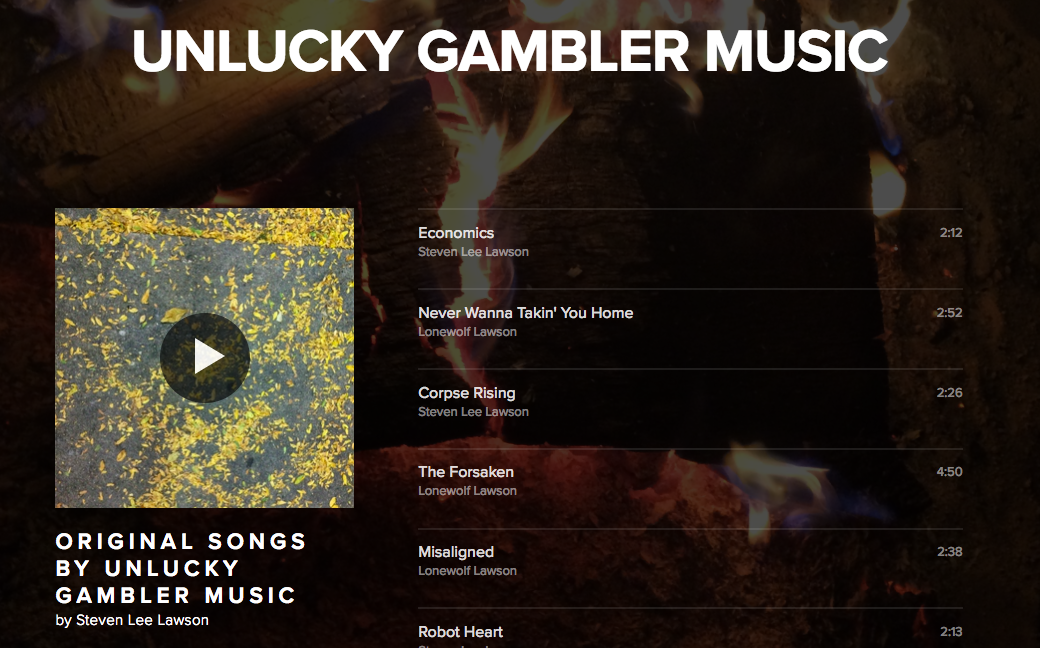 UNLUCKY GAMBLER MUSIC
Economics 2:12
Steven Lee Lawson
Never Wanna Takin' You Home 2:52
Lonewolf Lawson
Corpse Rising 2:26
Steven Lee Lawson
The Forsaken 4:50
Lonewolf Lawson
Misaligned 2:38
Lonewolf Lawson
Robot Heart 2:13
ORIGINAL SONGS
BY UNLUCKY
GAMBLER MUSIC
by Steven Lee Lawson